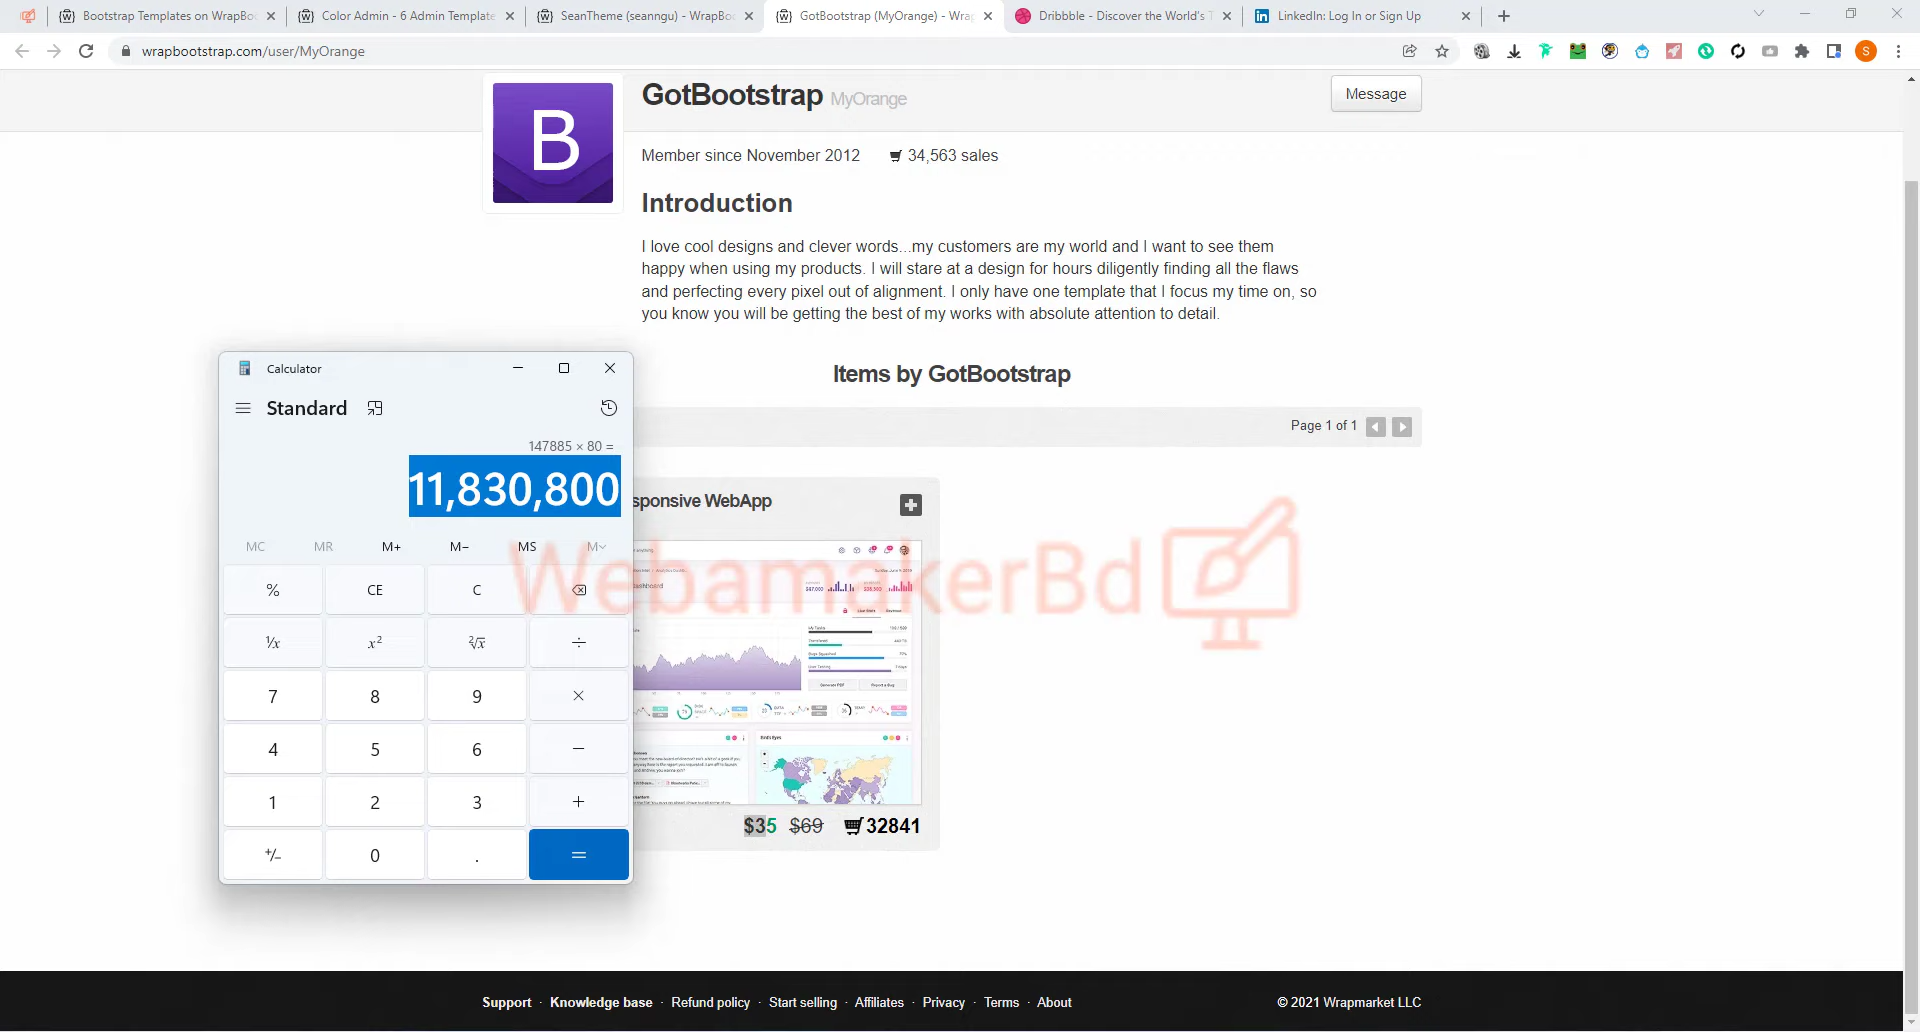 Bootstrap Templates on WrapBoo
Color Admin - 6 Admin Template
SeanTheme (seanngu) - WrapBoo
GotBootstrap (MyOrange) - Wrap
Dribbble - Discover the World's T
LinkedIn: Log In or Sign Up
wrapbootstrap.com/user/MyOrange
S
B
GotBootstrap MyOrange
Message
Member since November 2012 34,563 sales
Introduction
I love cool designs and clever words...my customers are my world and I want to see them
happy when using my products. I will stare at a design for hours diligently finding all the flaws
and perfecting every pixel out of alignment. I only have one template that I focus my time on, so
you know you will be getting the best of my works with absolute attention to detail.
Items by GotBootstrap
Page 1 of 1
Calculator
Standard
147885 × 80 =
11,830,800
MC MR M+ M− MS M
% CE C
1/x x² ²√x ÷
7 8 9 ×
4 5 6 −
1 2 3 +
+/− 0 . =
sponsive WebApp
WebamakerBd
$35 $69 32841
Support · Knowledge base · Refund policy · Start selling · Affiliates · Privacy · Terms · About
© 2021 Wrapmarket LLC